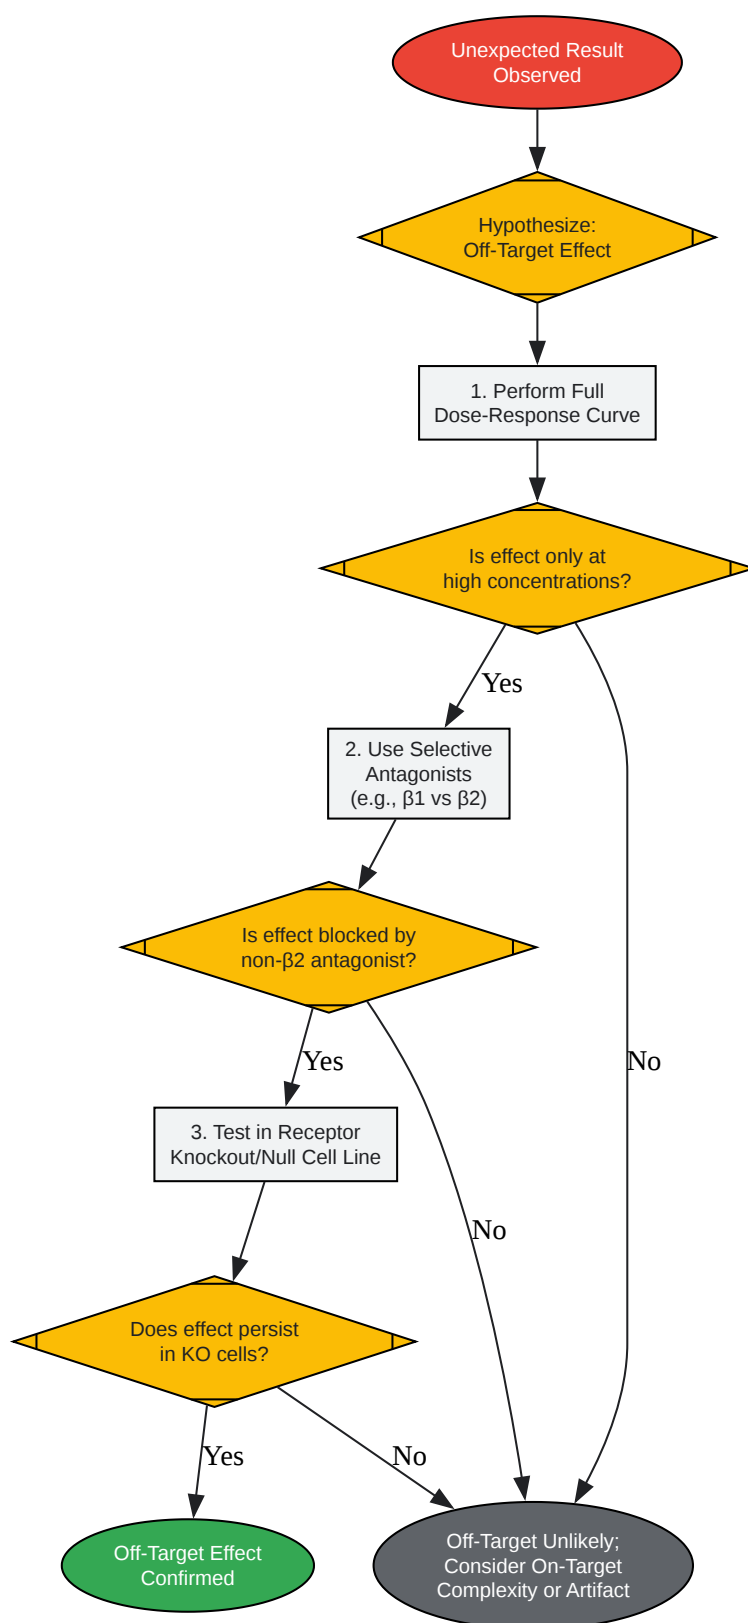 Unexpected Result
Observed
Hypothesize:
Off-Target Effect
1. Perform Full
Dose-Response Curve
Is effect only at
high concentrations?
Yes
2. Use Selective
Antagonists
(e.g., β1 vs β2)
Is effect blocked by
non-β2 antagonist?
Yes
No
3. Test in Receptor
Knockout/Null Cell Line
No
Does effect persist
in KO cells?
Yes
No
Off-Target Effect
Confirmed
Off-Target Unlikely;
Consider On-Target
Complexity or Artifact